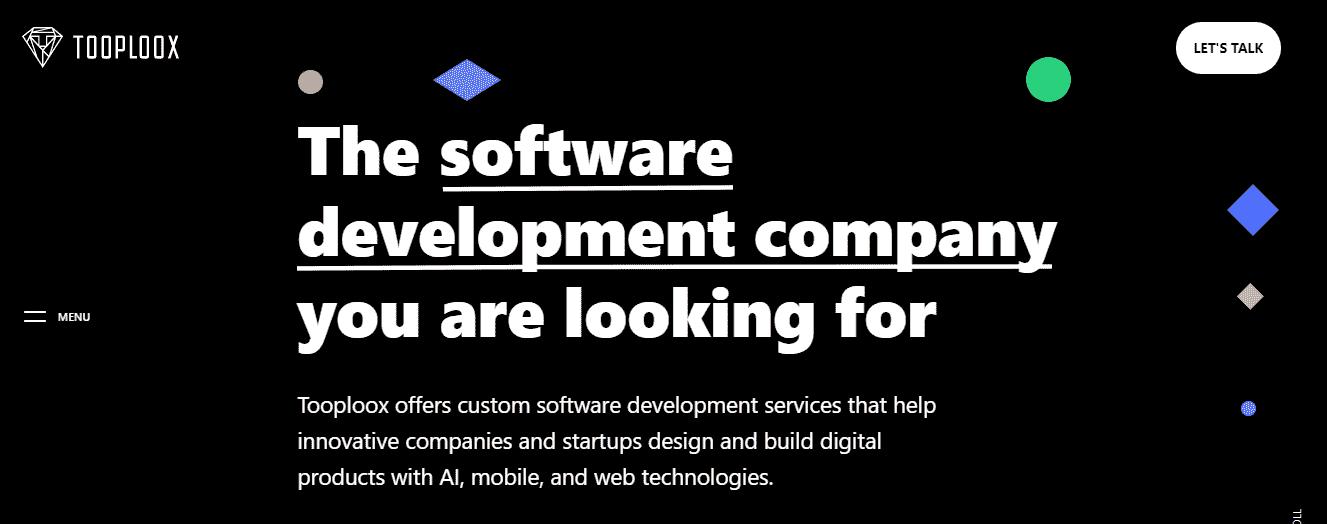 TOOPLOOX
LET'S TALK
The software
development company
you are looking for
MENU
Tooploox offers custom software development services that help
innovative companies and startups design and build digital
products with AI, mobile, and web technologies.